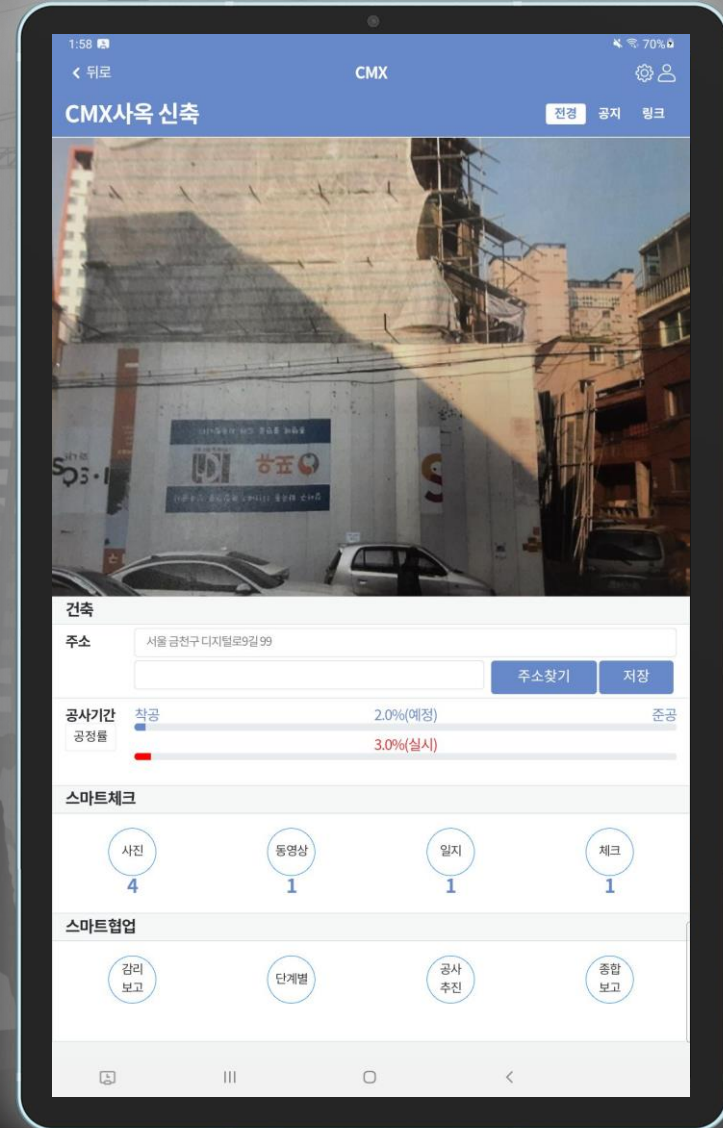 1:58
70%
뒤로
CMX
CMX사옥 신축
전경 공지 링크
건축
주소
서울 금천구 디지털로9길 99
주소찾기 저장
공사기간
착공 2.0%(예정) 준공
공정률
3.0%(실시)
스마트체크
사진 동영상 일지 체크
4 1 1 1
스마트협업
감리
보고
단계별
공사
추진
종합
보고